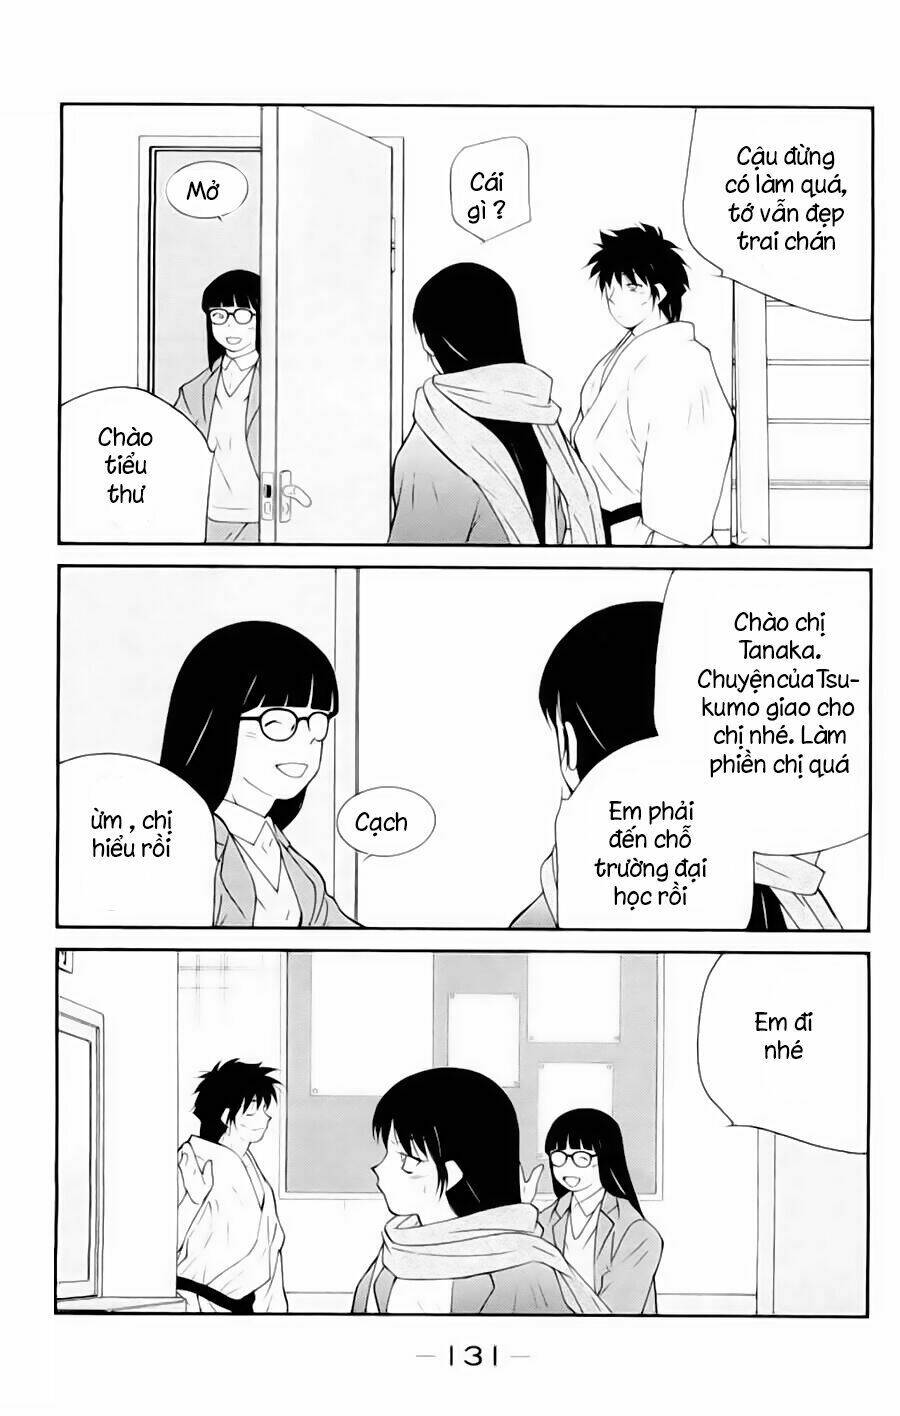 Cậu đừng
có làm quá,
tớ vẫn đẹp
trai chán
Cái
gì ?
Mở
Chào
tiểu
thư
Chào chị
Tanaka.
Chuyện của Tsu-
kumo giao cho
chị nhé. Làm
phiền chị quá
Em phải
đến chỗ
trường đại
học rồi
Cạch
ừm , chị
hiểu rồi
Em đi
nhé
— 131 —